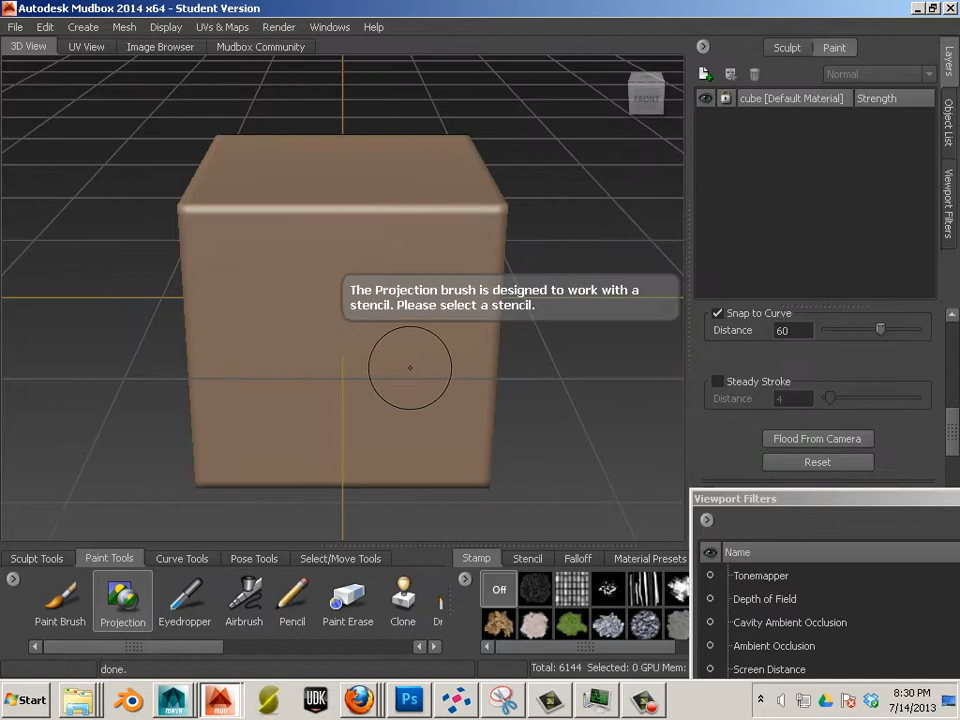 Autodesk Mudbox 2014 x64 - Student Version
File Edit Create Mesh Display UVs & Maps Render Windows Help
3D View UV View Image Browser Mudbox Community
Sculpt Paint
Layers
Normal
FRONT
cube [Default Material] Strength
Object List
Viewport Filters
The Projection brush is designed to work with a
stencil. Please select a stencil.
Snap to Curve
Distance 60
Steady Stroke
Distance 4
Flood From Camera
Reset
Viewport Filters
Name
Tonemapper
Depth of Field
Cavity Ambient Occlusion
Ambient Occlusion
Screen Distance
Sculpt Tools Paint Tools Curve Tools Pose Tools Select/Move Tools Stamp Stencil Falloff Material Presets
Off
Paint Brush Projection Eyedropper Airbrush Pencil Paint Erase Clone
done. Total: 6144 Selected: 0 GPU Mem:
Start MAYA MUD UDK Ps
8:30 PM
7/14/2013